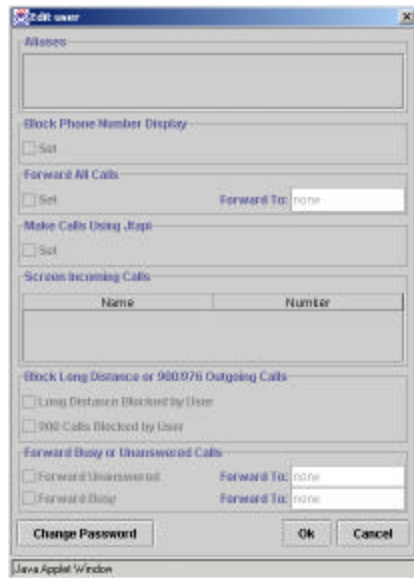 Edit user
Aliases
Block Phone Number Display
Set
Forward All Calls
Set Forward To: none
Make Calls Using Jtapi
Set
Screen Incoming Calls
Name Number
Block Long Distance or 900/976 Outgoing Calls
Long Distance Blocked by User
900 Calls Blocked by User
Forward Busy or Unanswered Calls
Forward Unanswered Forward To: none
Forward Busy Forward To: none
Change Password Ok Cancel
Java Applet Window